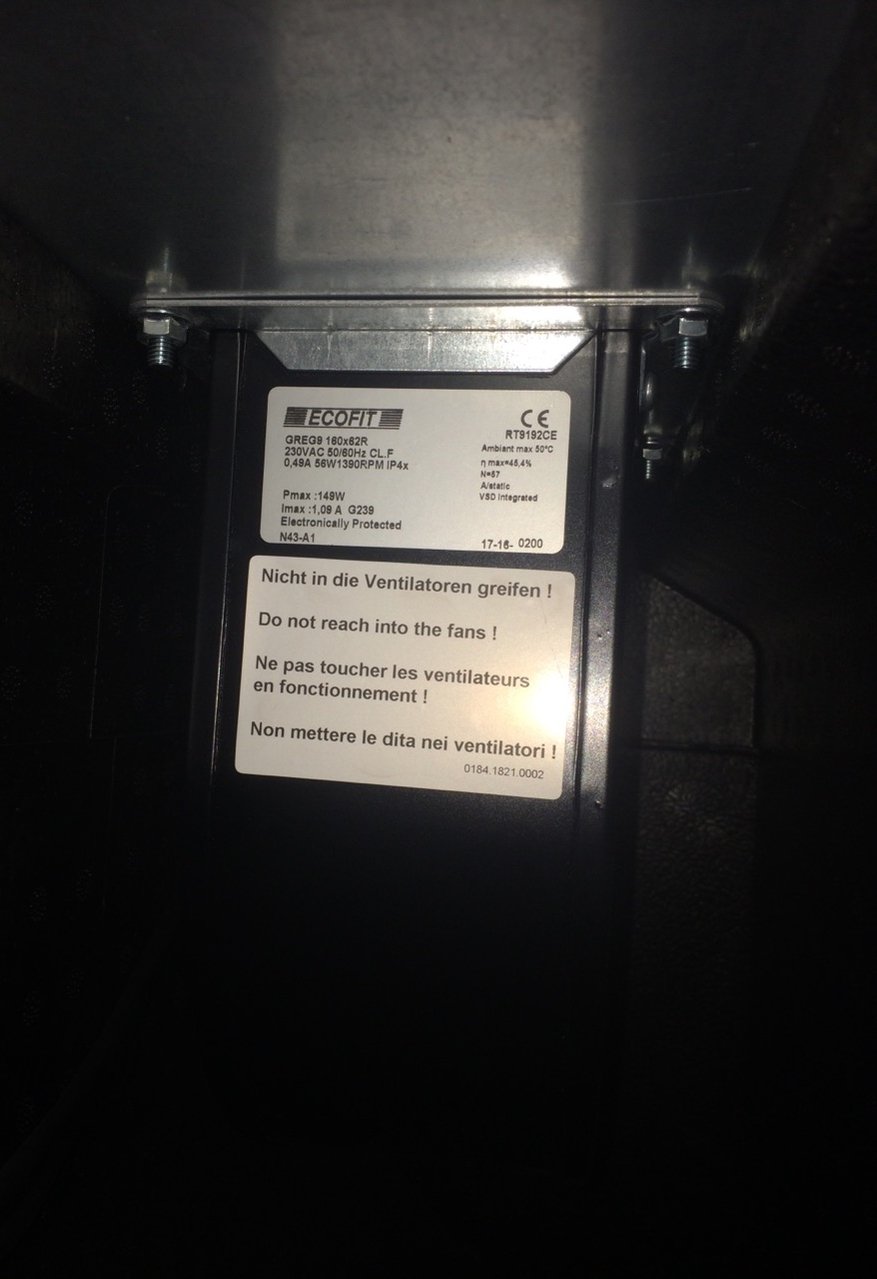 ECOFIT
CE
RT9192CE
GREG9 160x62R
230VAC 50/60Hz CL.F
0,49A 56W1390RPM IP4x
Ambiant max 50°C
η max=45,4%
N=57
A/static
VSD Integrated
Pmax :149W
Imax :1,09 A G239
Electronically Protected
N43-A1
17-16- 0200
Nicht in die Ventilatoren greifen !
Do not reach into the fans !
Ne pas toucher les ventilateurs
en fonctionnement !
Non mettere le dita nei ventilatori !
0184.1821.0002